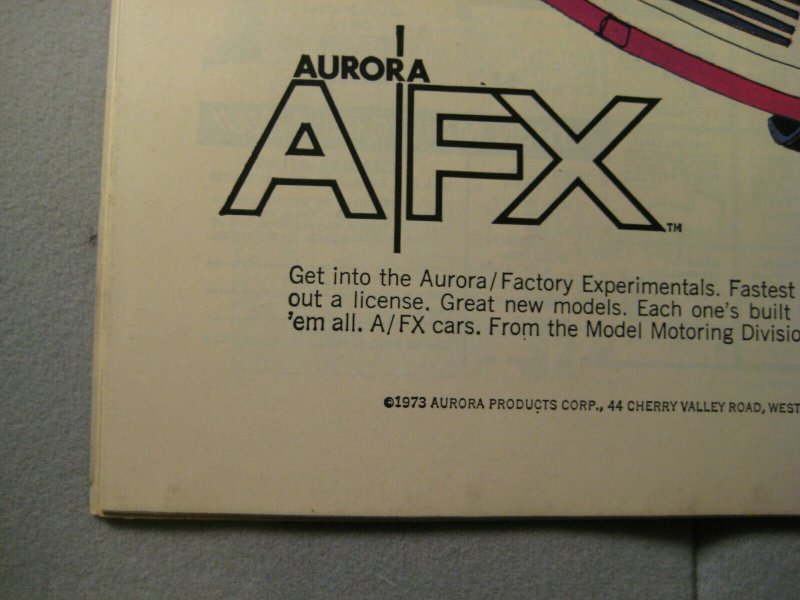 AURORA
A/FX™
Get into the Aurora/Factory Experimentals. Fastest
out a license. Great new models. Each one's built
'em all. A/FX cars. From the Model Motoring Divisio
©1973 AURORA PRODUCTS CORP., 44 CHERRY VALLEY ROAD, WEST